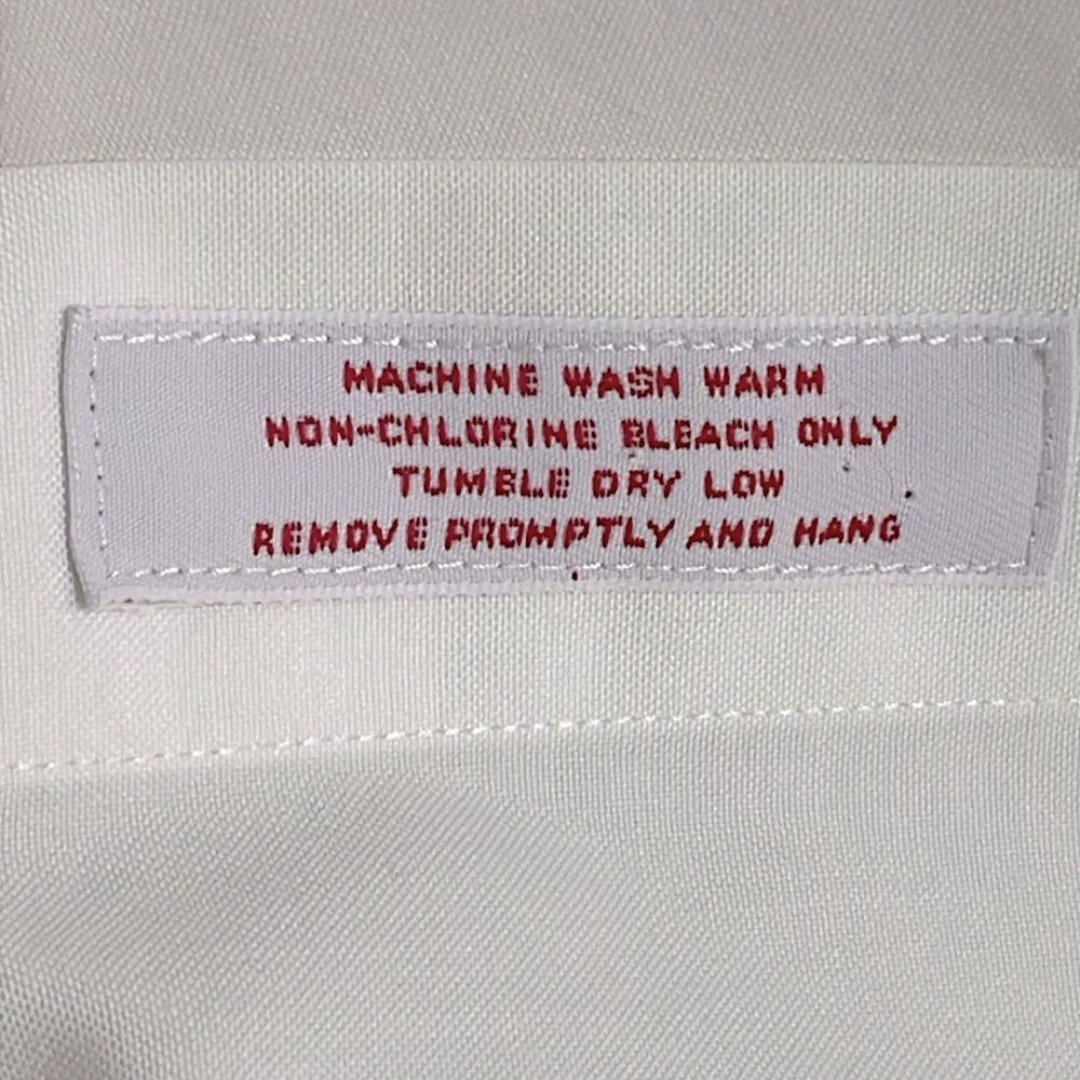 MACHINE WASH WARM
NON-CHLORINE BLEACH ONLY
TUMBLE DRY LOW
REMOVE PROMPTLY AND HANG